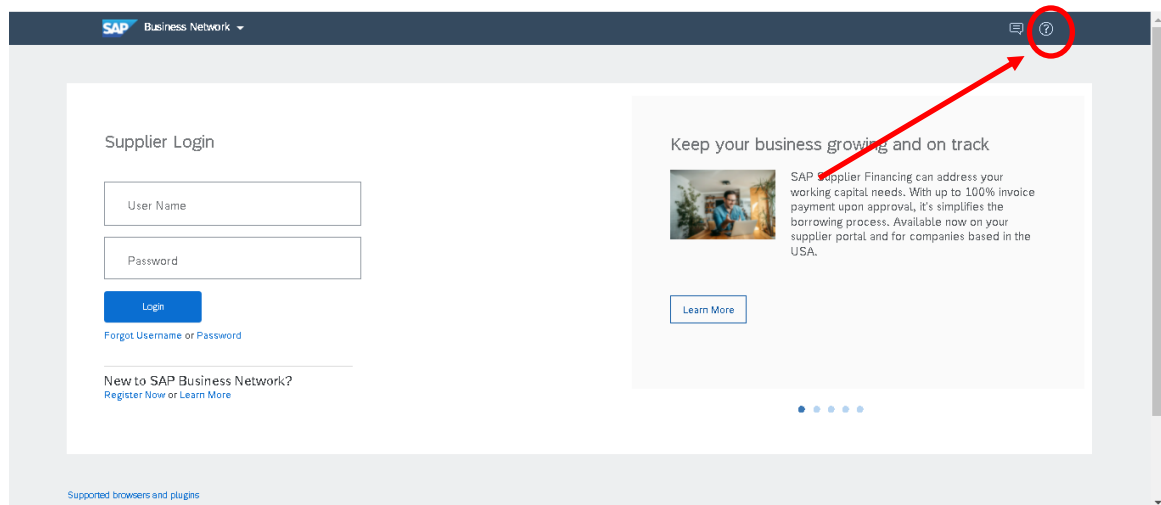 SAP Business Network
?
Supplier Login
User Name
Password
Login
Forgot Username or Password
New to SAP Business Network?
Register Now or Learn More
Keep your business growing and on track
SAP Supplier Financing can address your
working capital needs. With up to 100% invoice
payment upon approval, it's simplifies the
borrowing process. Available now on your
supplier portal and for companies based in the
USA.
Learn More
Supported browsers and plugins